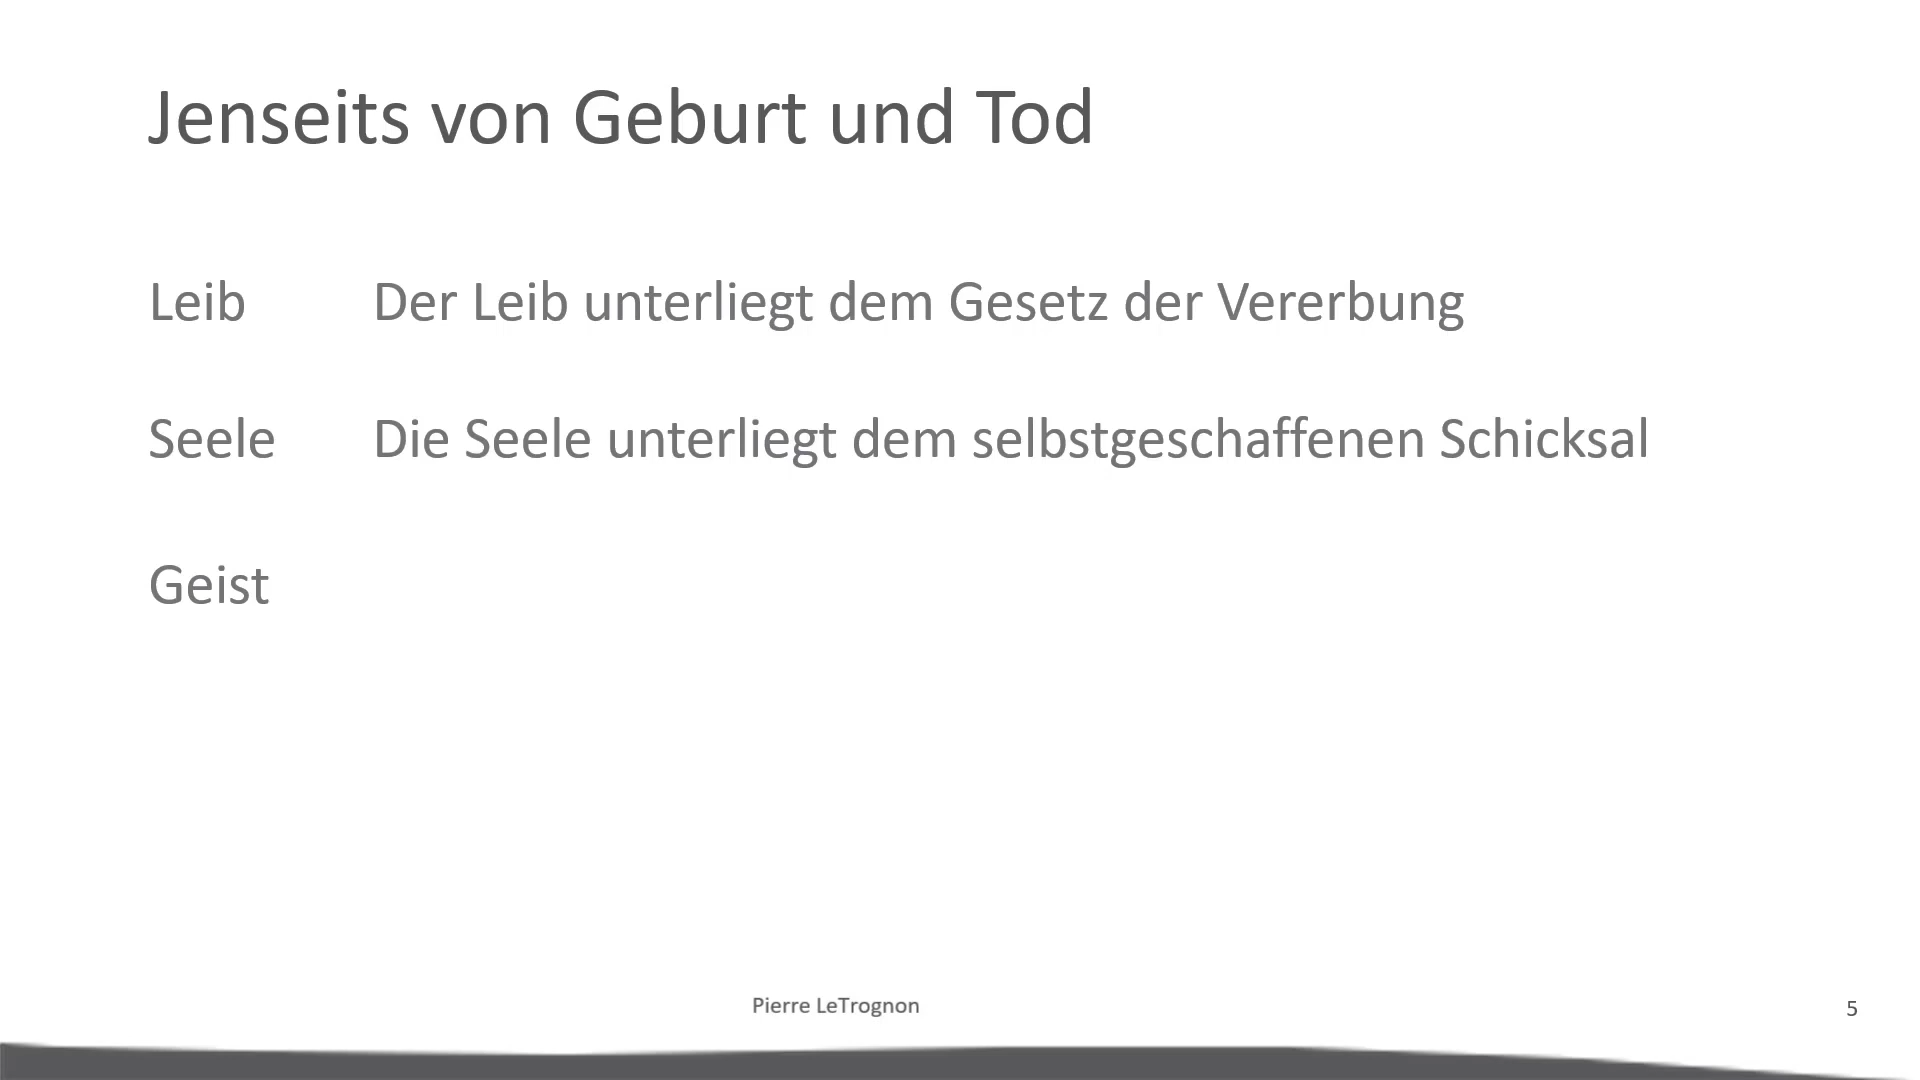 Jenseits von Geburt und Tod
Leib Der Leib unterliegt dem Gesetz der Vererbung
Seele Die Seele unterliegt dem selbstgeschaffenen Schicksal
Geist
Pierre LeTrognon
5